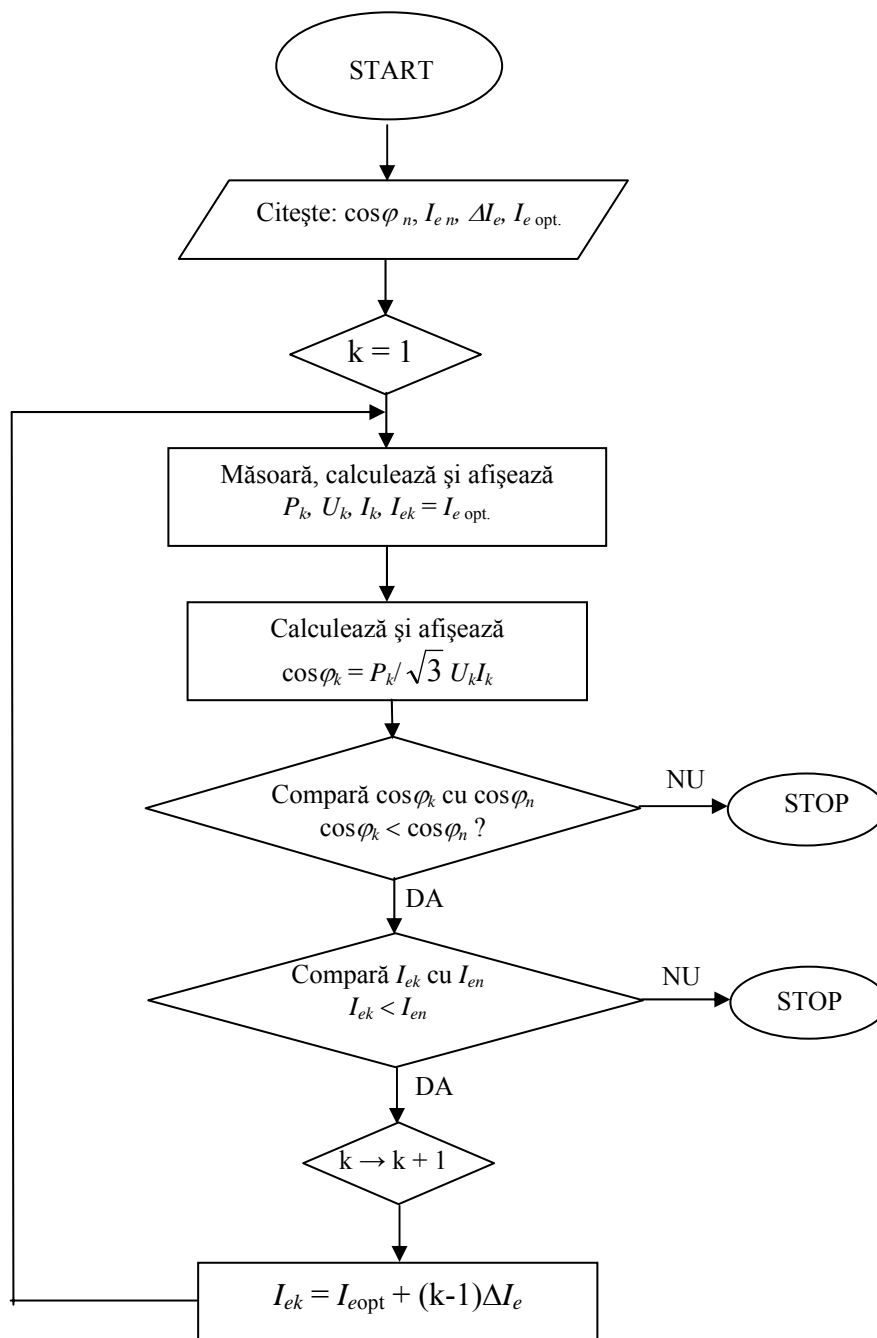 START
Citeşte: cosφ n, Ie n, ΔIe, Ie opt.
k = 1
Măsoară, calculează şi afişează
Pk, Uk, Ik, Iek = Ie opt.
Calculează şi afişează
cosφk = Pk/ √3 UkIk
Compară cosφk cu cosφn
cosφk < cosφn ?
NU
STOP
DA
Compară Iek cu Ien
Iek < Ien
NU
STOP
DA
k → k + 1
Iek = Ieopt + (k-1)ΔIe